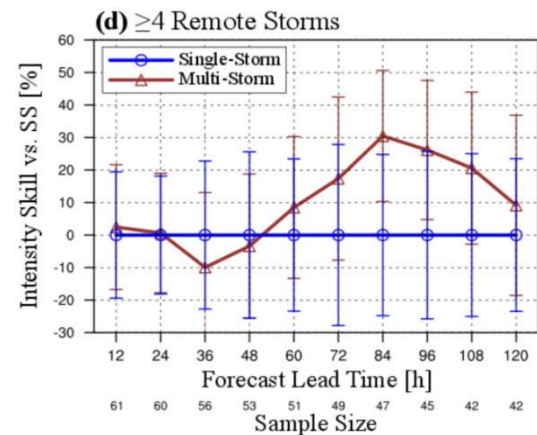 (d) ≥4 Remote Storms
Intensity Skill vs. SS [%]
60
50
40
30
20
10
0
-10
-20
-30
Single-Storm
Multi-Storm
12 24 36 48 60 72 84 96 108 120
Forecast Lead Time [h]
61 60 56 53 51 49 47 45 42 42
Sample Size